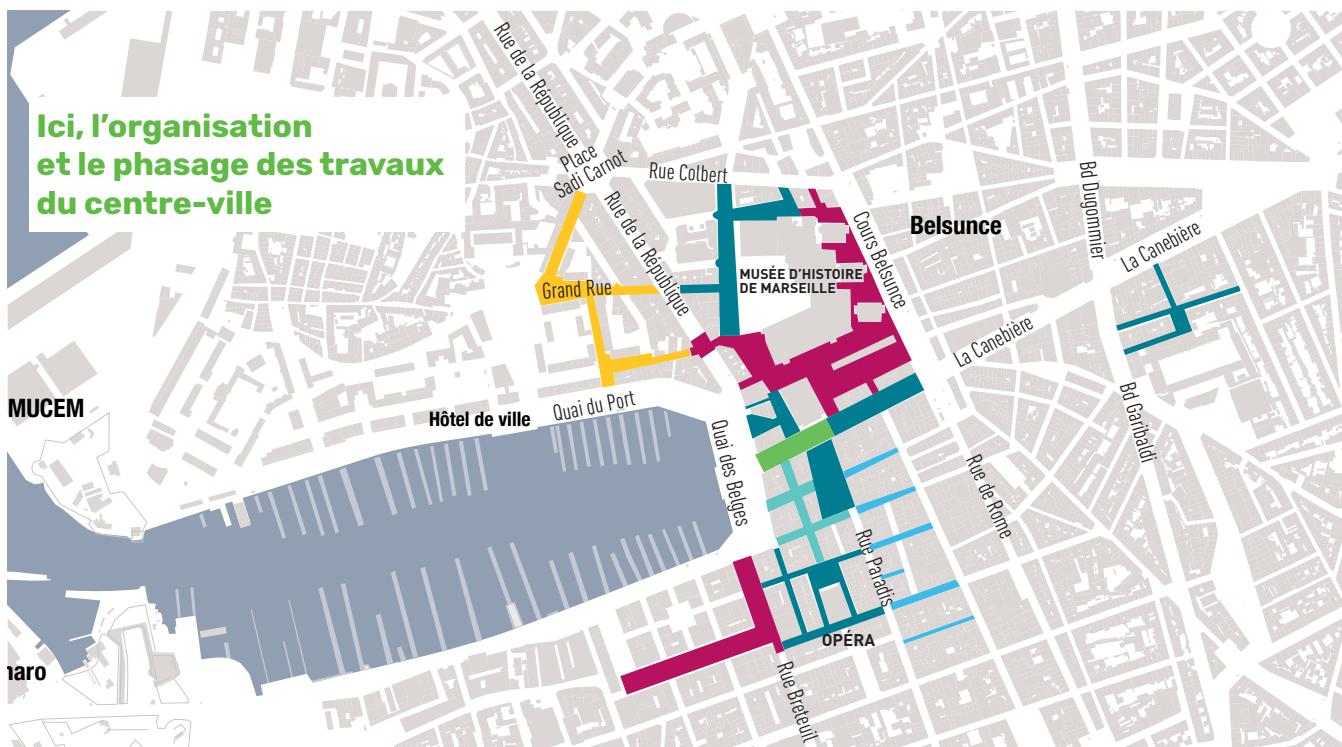 Ici, l'organisation
et le phasage des travaux
du centre-ville
Rue de la République
Place
Sadi Carnot
Rue Colbert
Rue de la République
Grand Rue
MUSÉE D'HISTOIRE
DE MARSEILLE
Cours Belsunce
Belsunce
Bd Dugommier
La Canebière
La Canebière
Bd Garibaldi
MUCEM
Hôtel de ville
Quai du Port
Quai des Belges
Rue de Rome
Rue Paradis
OPÉRA
Rue Breteuil
haro